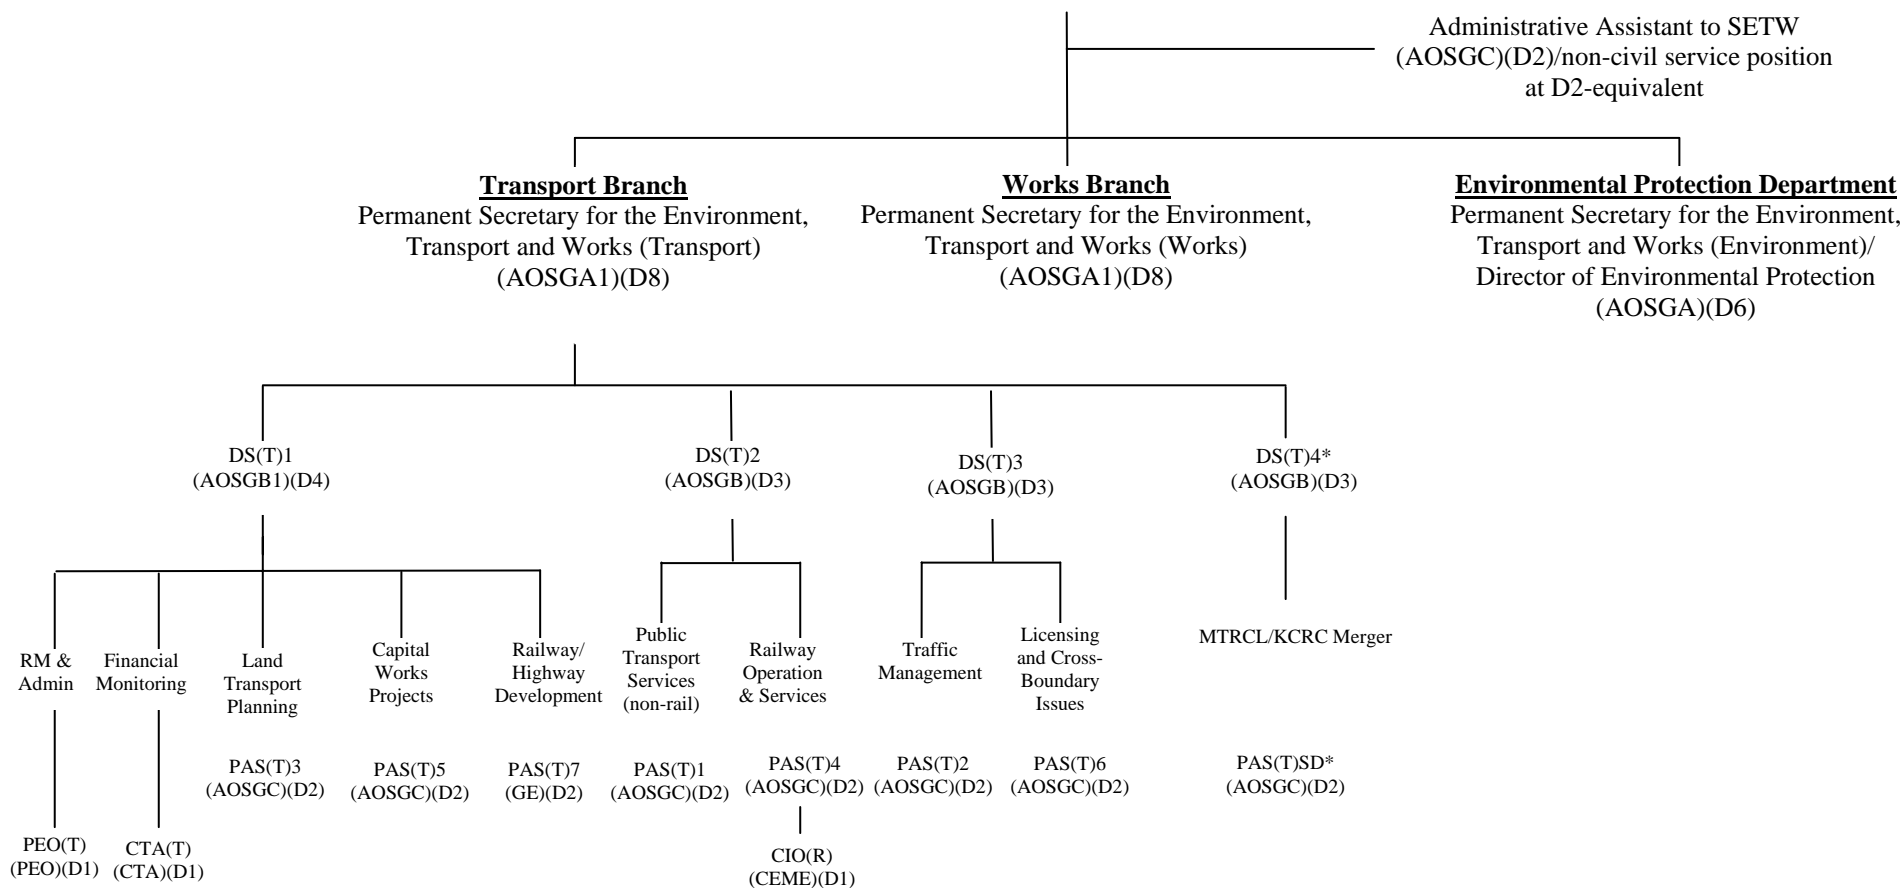 Administrative Assistant to SETW
(AOSGC)(D2)/non-civil service position
at D2-equivalent
Transport Branch
Permanent Secretary for the Environment,
Transport and Works (Transport)
(AOSGA1)(D8)
Works Branch
Permanent Secretary for the Environment,
Transport and Works (Works)
(AOSGA1)(D8)
Environmental Protection Department
Permanent Secretary for the Environment,
Transport and Works (Environment)/
Director of Environmental Protection
(AOSGA)(D6)
DS(T)1
(AOSGB1)(D4)
DS(T)2
(AOSGB)(D3)
DS(T)3
(AOSGB)(D3)
DS(T)4*
(AOSGB)(D3)
RM &
Admin
Financial
Monitoring
Land
Transport
Planning
Capital
Works
Projects
Railway/
Highway
Development
Public
Transport
Services
(non-rail)
Railway
Operation
& Services
Traffic
Management
Licensing
and Cross-
Boundary
Issues
MTRCL/KCRC Merger
PAS(T)3
(AOSGC)(D2)
PAS(T)5
(AOSGC)(D2)
PAS(T)7
(GE)(D2)
PAS(T)1
(AOSGC)(D2)
PAS(T)4
(AOSGC)(D2)
PAS(T)2
(AOSGC)(D2)
PAS(T)6
(AOSGC)(D2)
PAS(T)SD*
(AOSGC)(D2)
PEO(T)
(PEO)(D1)
CTA(T)
(CTA)(D1)
CIO(R)
(CEME)(D1)